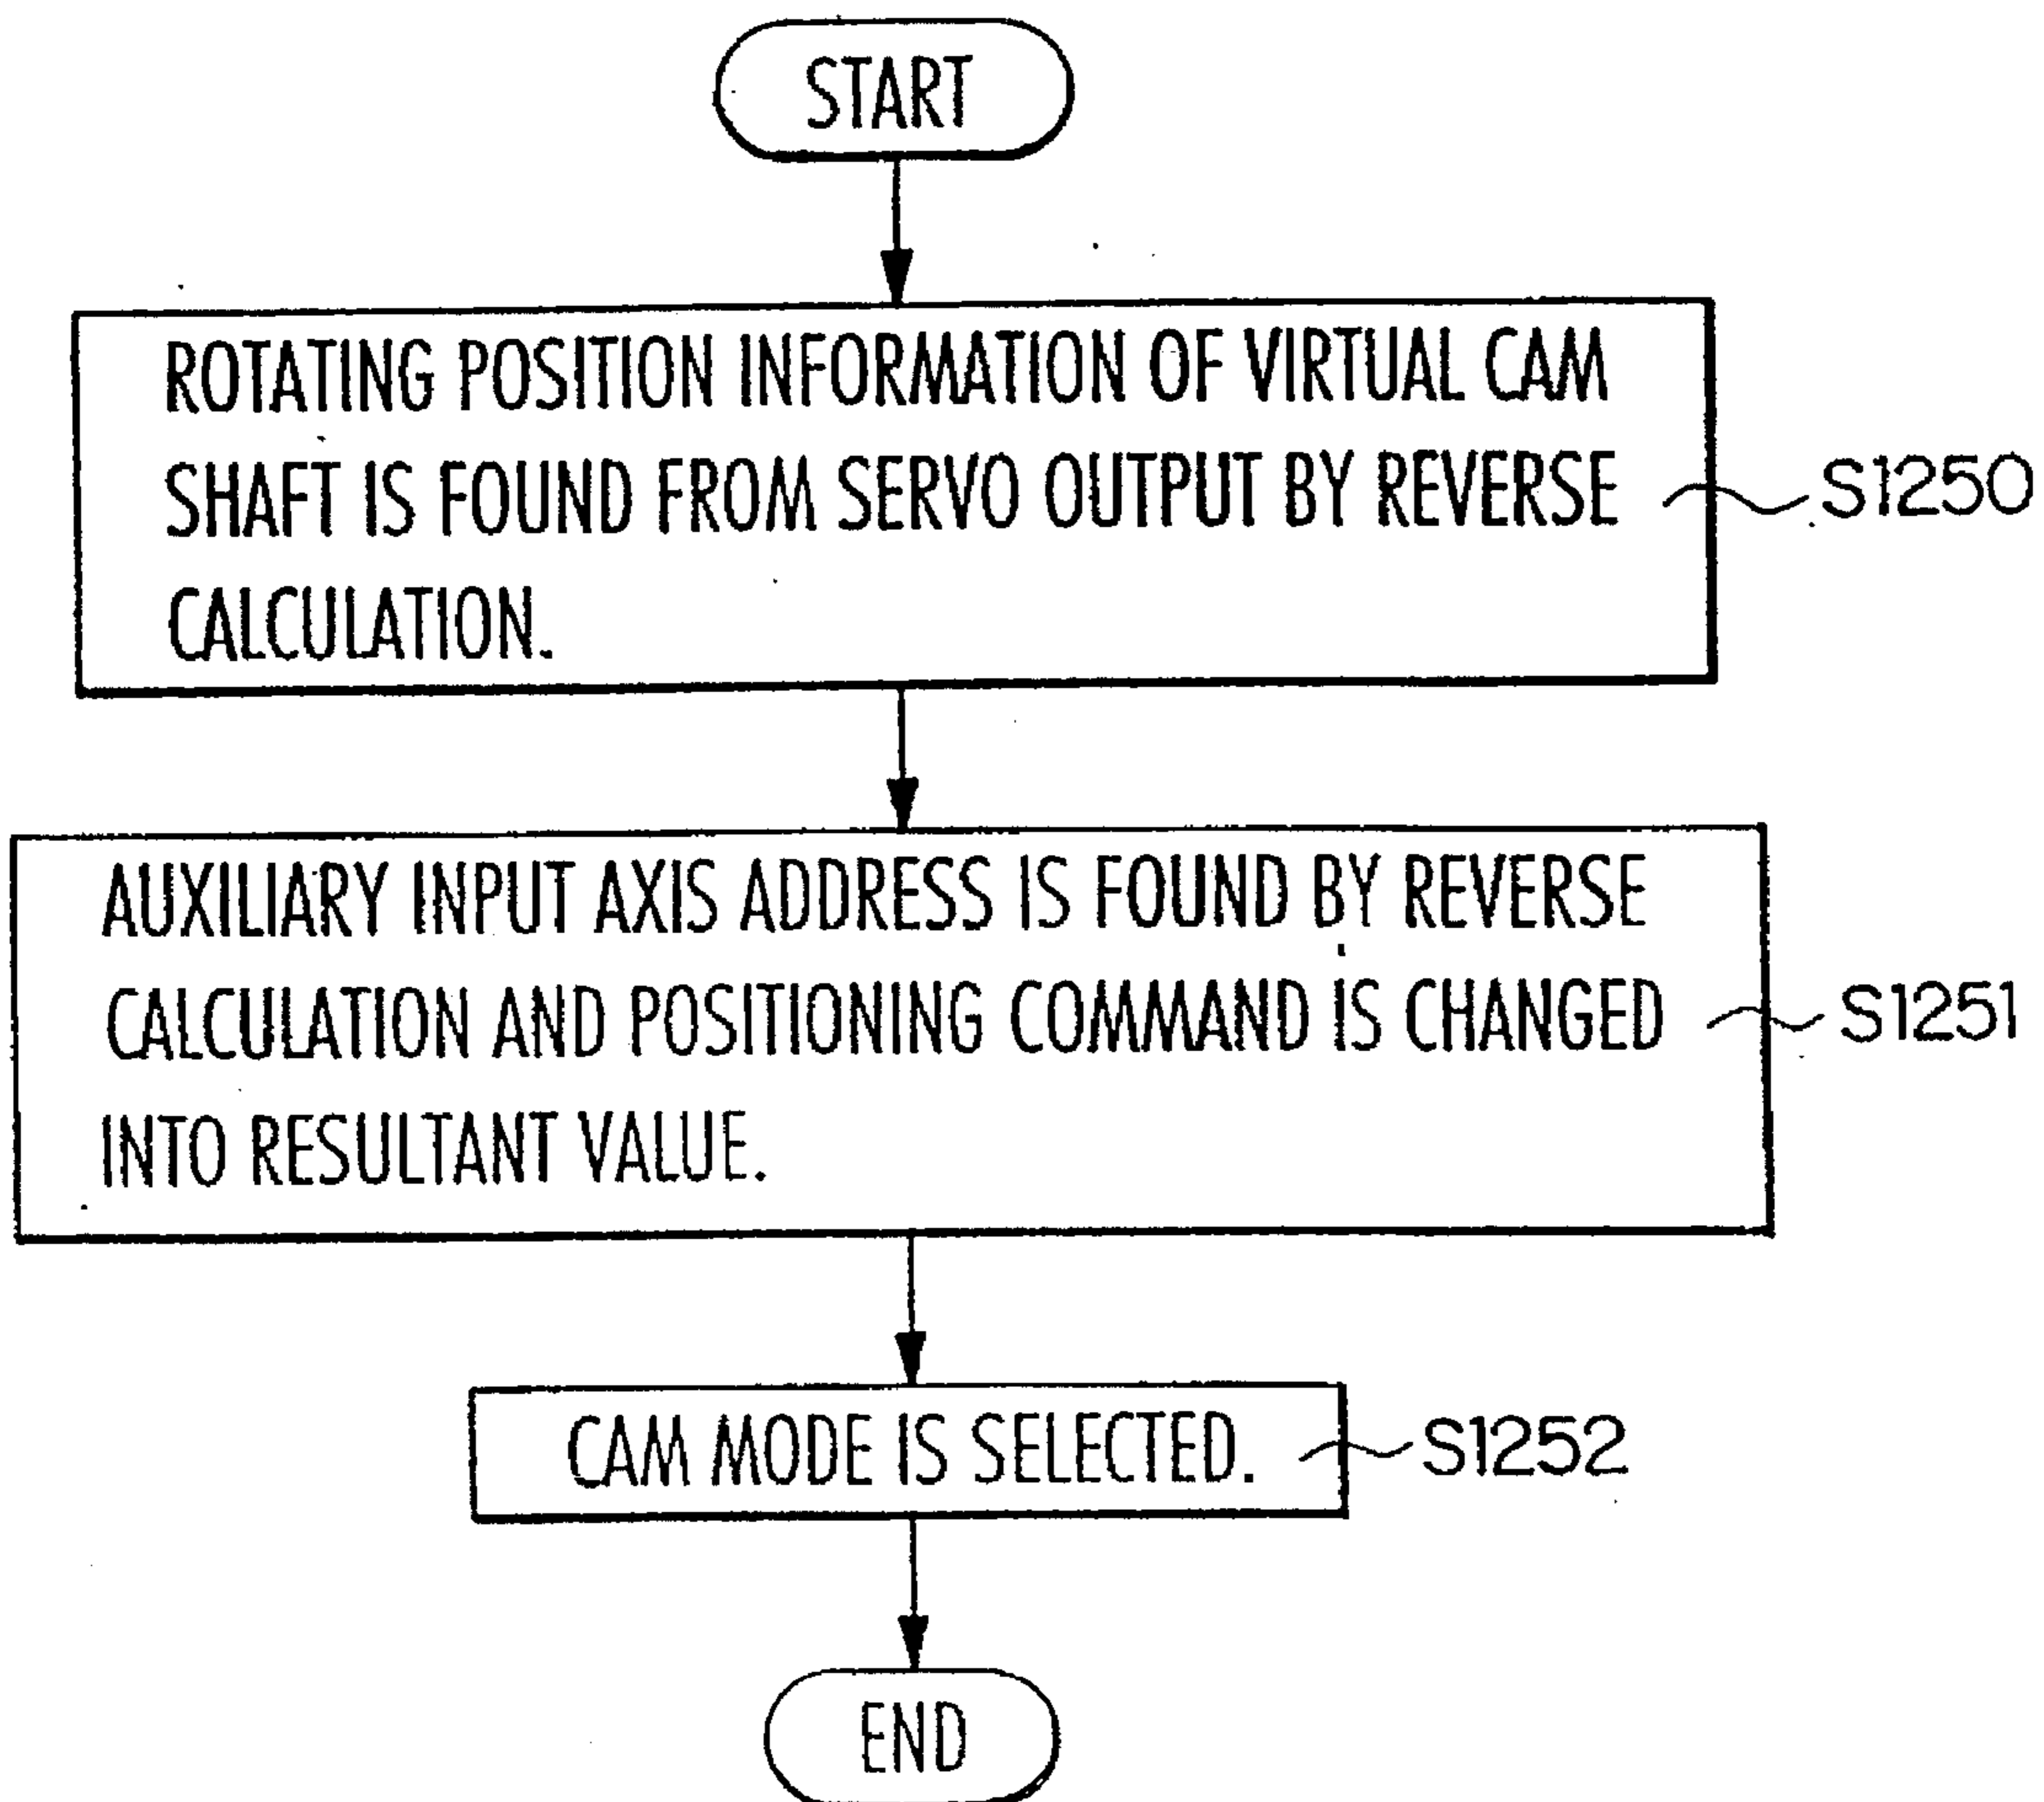 START
ROTATING POSITION INFORMATION OF VIRTUAL CAM
SHAFT IS FOUND FROM SERVO OUTPUT BY REVERSE
CALCULATION.
S1250
AUXILIARY INPUT AXIS ADDRESS IS FOUND BY REVERSE
CALCULATION AND POSITIONING COMMAND IS CHANGED
INTO RESULTANT VALUE.
S1251
CAM MODE IS SELECTED.
S1252
END